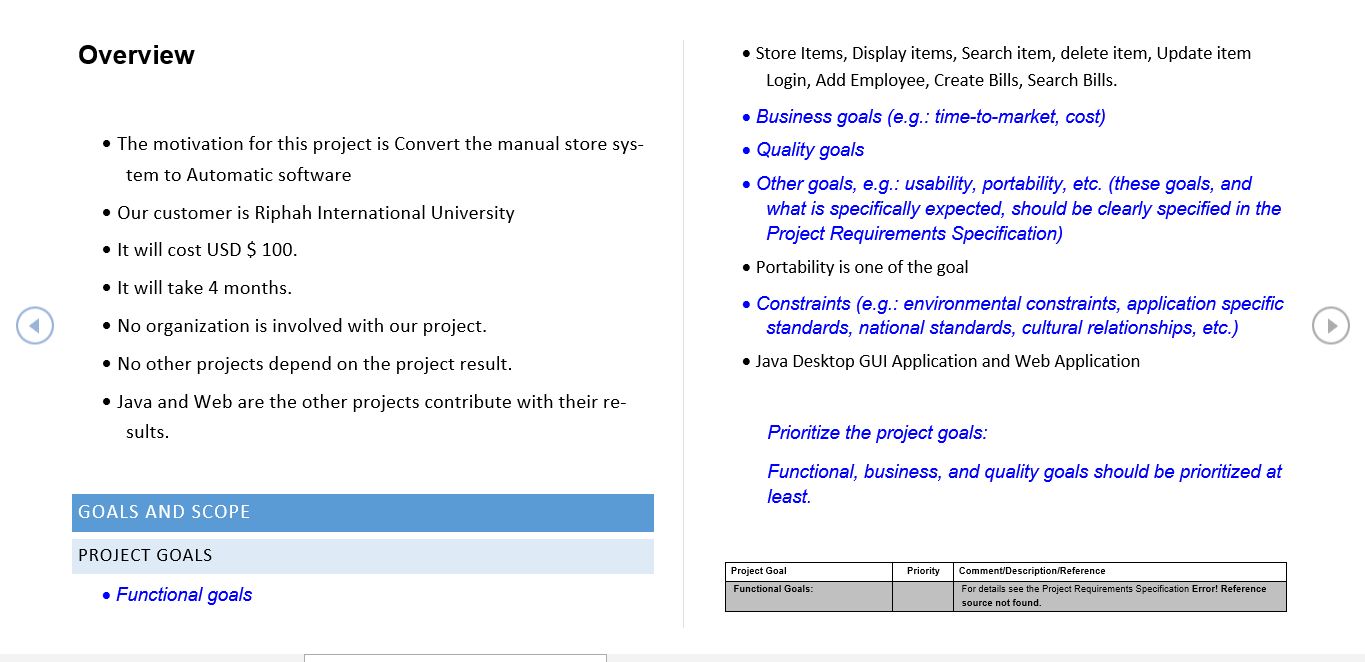 Overview
• The motivation for this project is Convert the manual store sys-
tem to Automatic software
• Our customer is Riphah International University
• It will cost USD $ 100.
• It will take 4 months.
• No organization is involved with our project.
• No other projects depend on the project result.
• Java and Web are the other projects contribute with their re-
sults.
GOALS AND SCOPE
PROJECT GOALS
• Functional goals
• Store Items, Display items, Search item, delete item, Update item
Login, Add Employee, Create Bills, Search Bills.
• Business goals (e.g.: time-to-market, cost)
• Quality goals
• Other goals, e.g.: usability, portability, etc. (these goals, and
what is specifically expected, should be clearly specified in the
Project Requirements Specification)
• Portability is one of the goal
• Constraints (e.g.: environmental constraints, application specific
standards, national standards, cultural relationships, etc.)
• Java Desktop GUI Application and Web Application
Prioritize the project goals:
Functional, business, and quality goals should be prioritized at
least.
Project Goal Priority Comment/Description/Reference
Functional Goals: For details see the Project Requirements Specification Error! Reference
source not found.